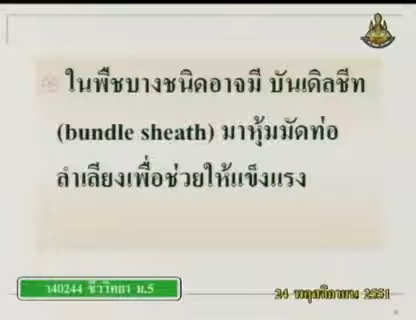 ในพืชบางชนิดอาจมี บันเดิลชีท
(bundle sheath) มาหุ้มมัดท่อ
ลำเลียงเพื่อช่วยให้แข็งแรง
ว40244 ชีววิทยา ม.5
24 พฤศจิกายน 2551